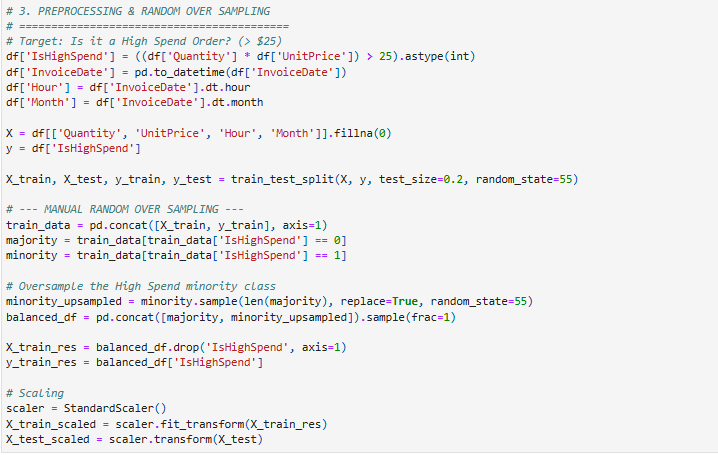 # 3. PREPROCESSING & RANDOM OVER SAMPLING
# ==========================================
# Target: Is it a High Spend Order? (> $25)
df['IsHighSpend'] = ((df['Quantity'] * df['UnitPrice']) > 25).astype(int)
df['InvoiceDate'] = pd.to_datetime(df['InvoiceDate'])
df['Hour'] = df['InvoiceDate'].dt.hour
df['Month'] = df['InvoiceDate'].dt.month
X = df[['Quantity', 'UnitPrice', 'Hour', 'Month']].fillna(0)
y = df['IsHighSpend']
X_train, X_test, y_train, y_test = train_test_split(X, y, test_size=0.2, random_state=55)
# --- MANUAL RANDOM OVER SAMPLING ---
train_data = pd.concat([X_train, y_train], axis=1)
majority = train_data[train_data['IsHighSpend'] == 0]
minority = train_data[train_data['IsHighSpend'] == 1]
# Oversample the High Spend minority class
minority_upsampled = minority.sample(len(majority), replace=True, random_state=55)
balanced_df = pd.concat([majority, minority_upsampled]).sample(frac=1)
X_train_res = balanced_df.drop('IsHighSpend', axis=1)
y_train_res = balanced_df['IsHighSpend']
# Scaling
scaler = StandardScaler()
X_train_scaled = scaler.fit_transform(X_train_res)
X_test_scaled = scaler.transform(X_test)